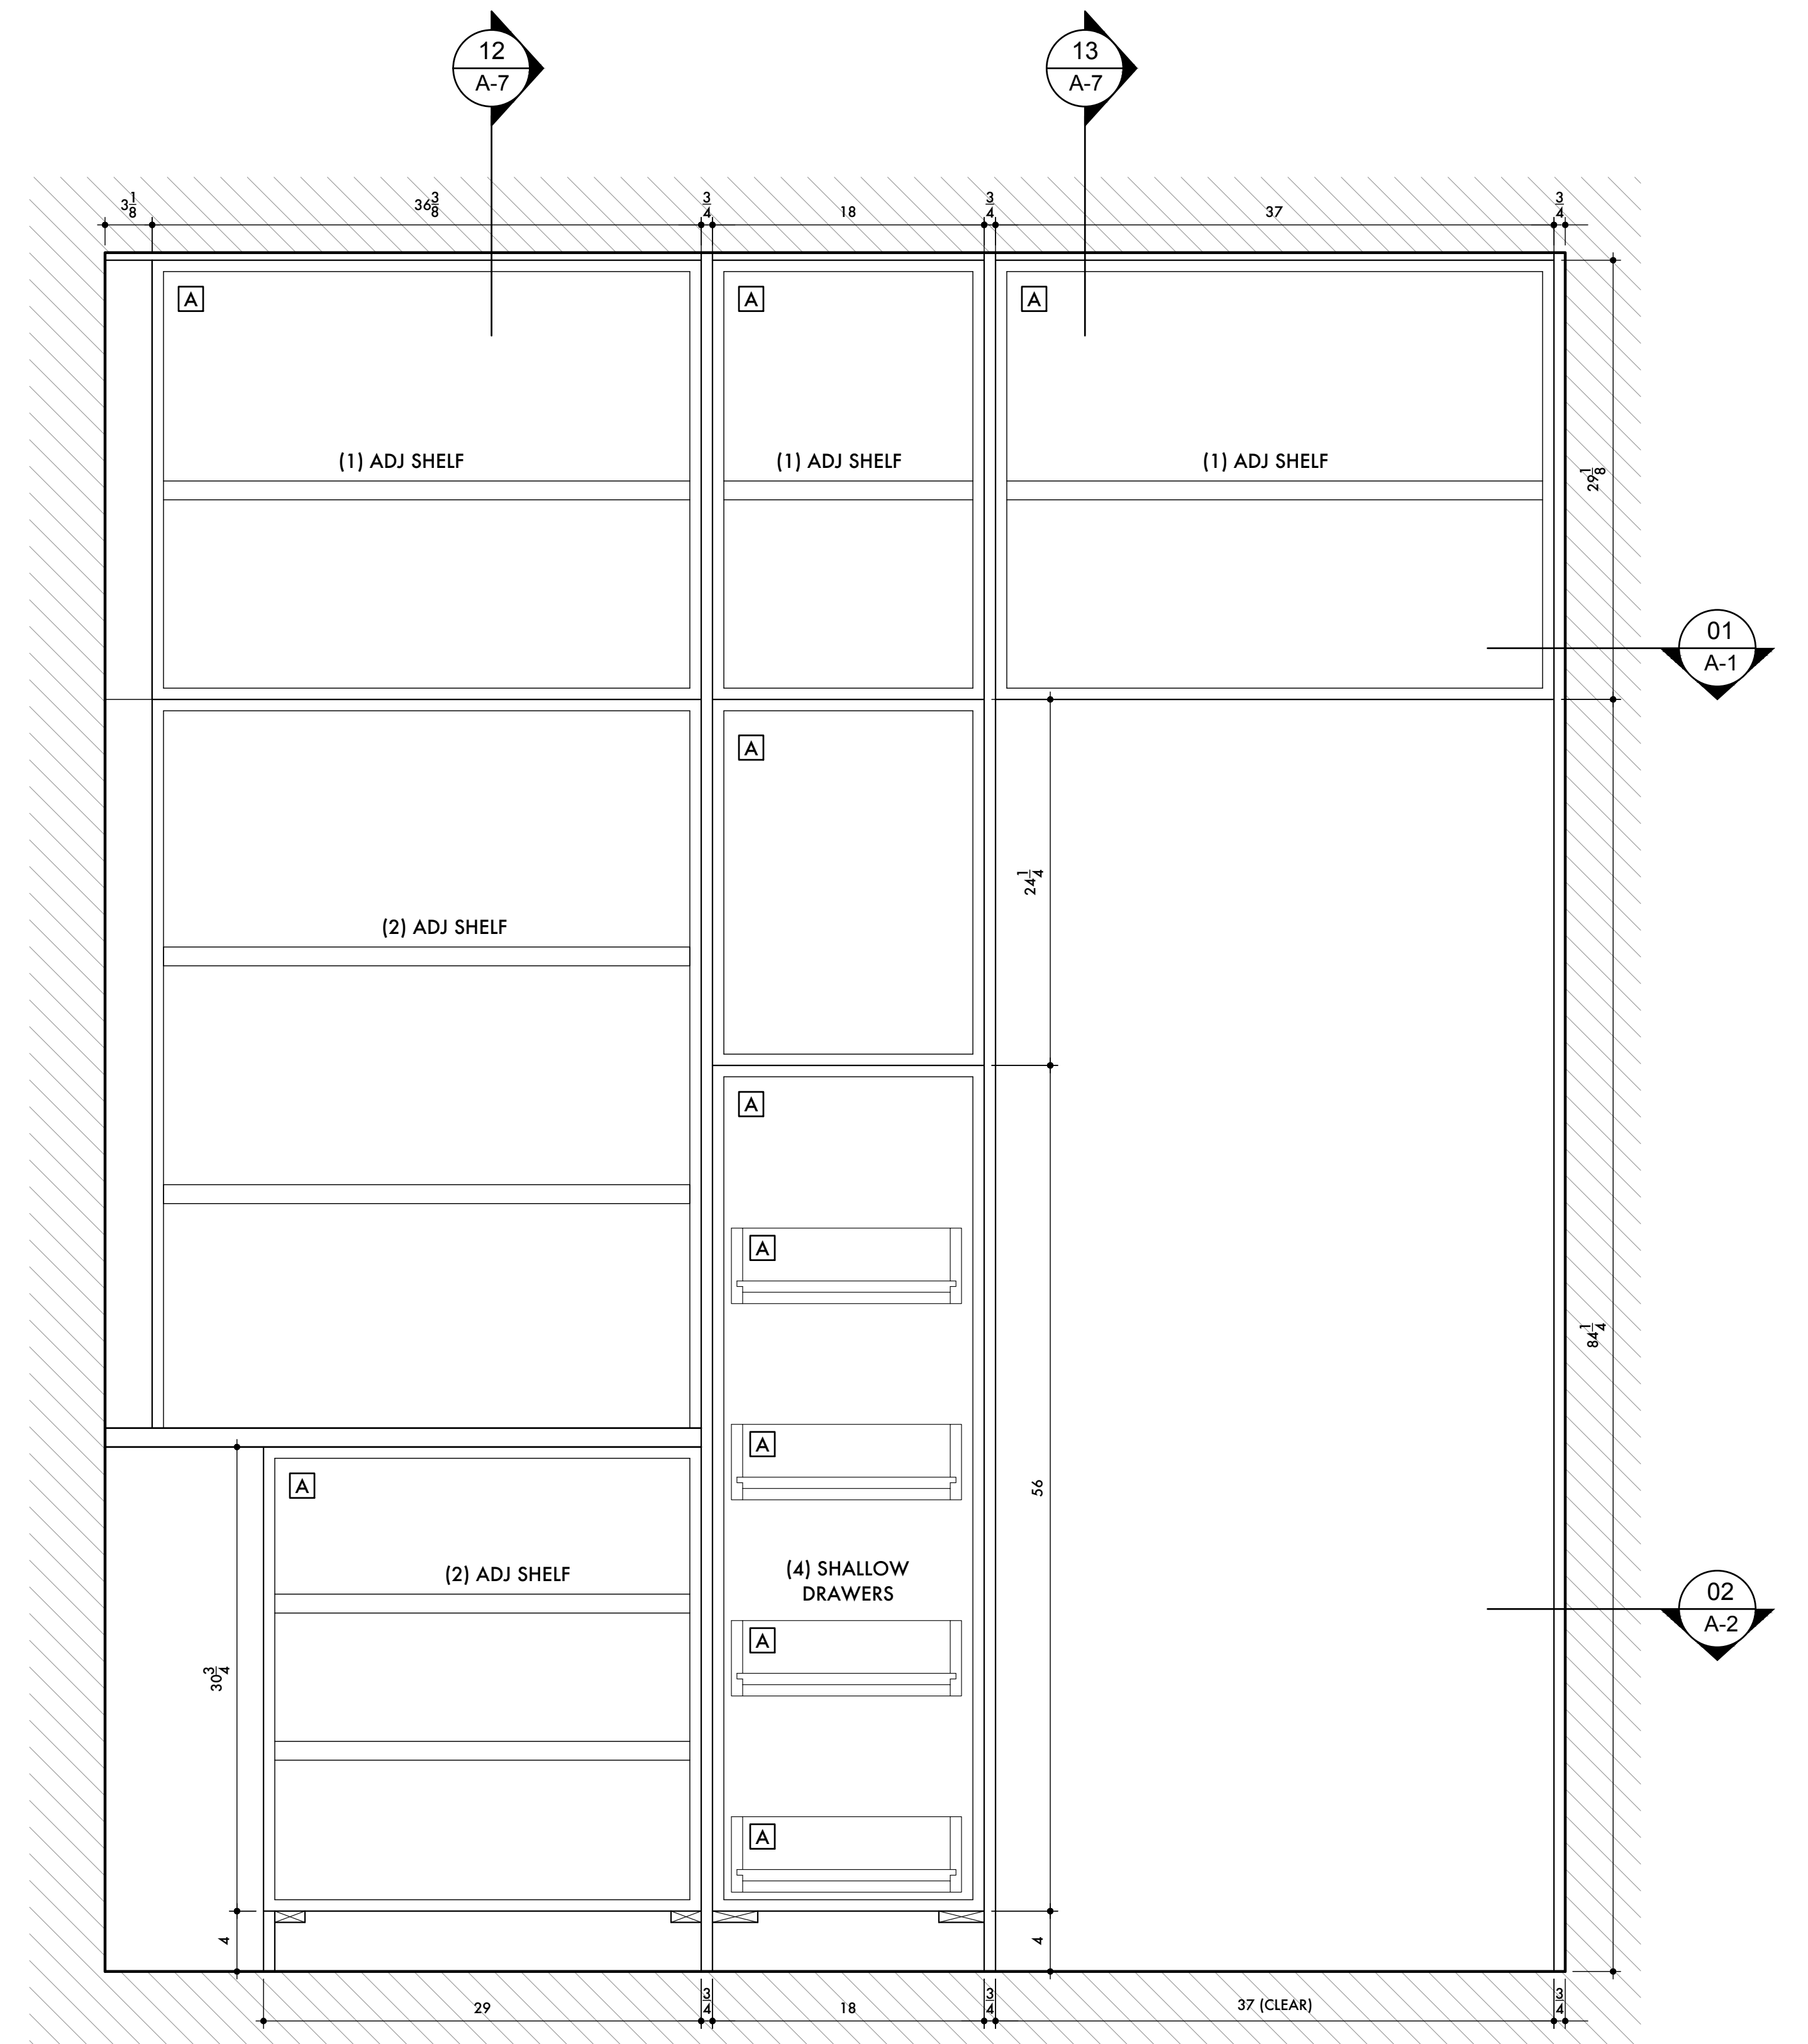 12
A-7
13
A-7
3 1/8
36 3/8
3/4
18
3/4
37
3/4
A
A
A
(1) ADJ SHELF
(1) ADJ SHELF
(1) ADJ SHELF
29 1/8
01
A-1
A
24 1/4
(2) ADJ SHELF
A
A
84 1/4
A
A
56
(2) ADJ SHELF
(4) SHALLOW
DRAWERS
02
A-2
A
30 3/4
A
4
4
29
3/4
18
3/4
37 (CLEAR)
3/4